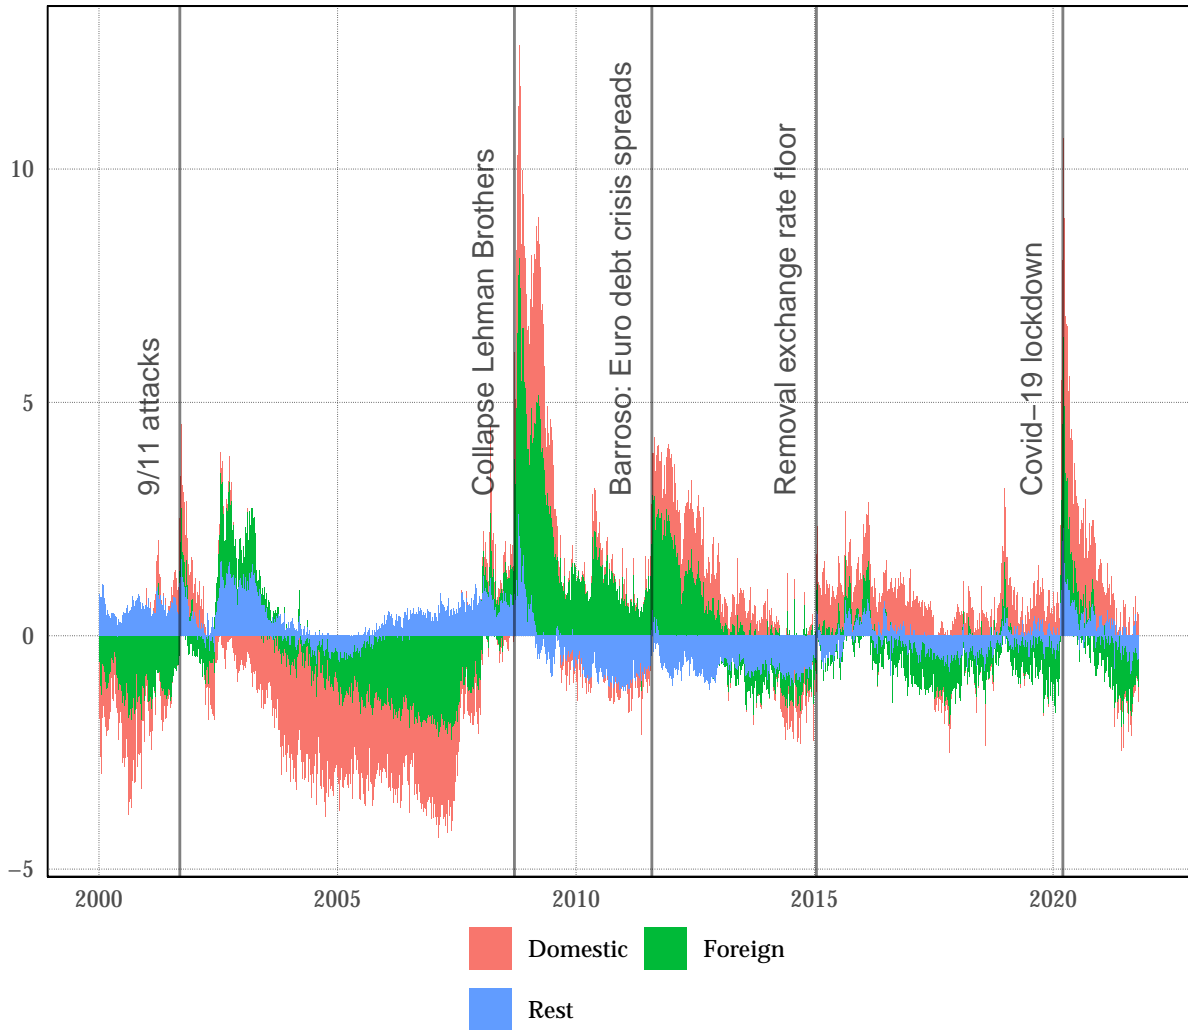 10
5
0
−5
9/11 attacks
Collapse Lehman Brothers
Barroso: Euro debt crisis spreads
Removal exchange rate floor
Covid−19 lockdown
2000
2005
2010
2015
2020
Domestic
Foreign
Rest